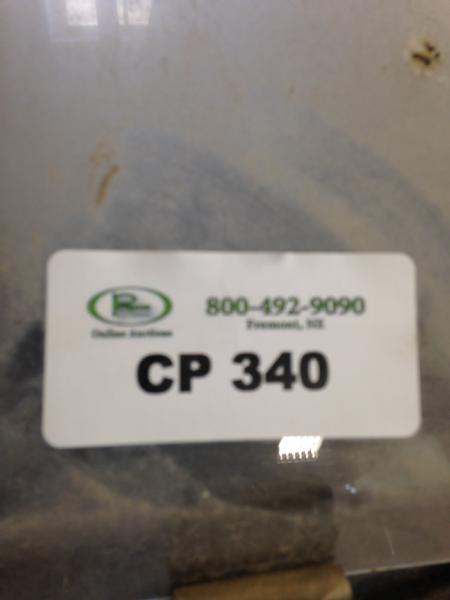 800-492-9090
Fremont, NE
Online Auctions
CP 340